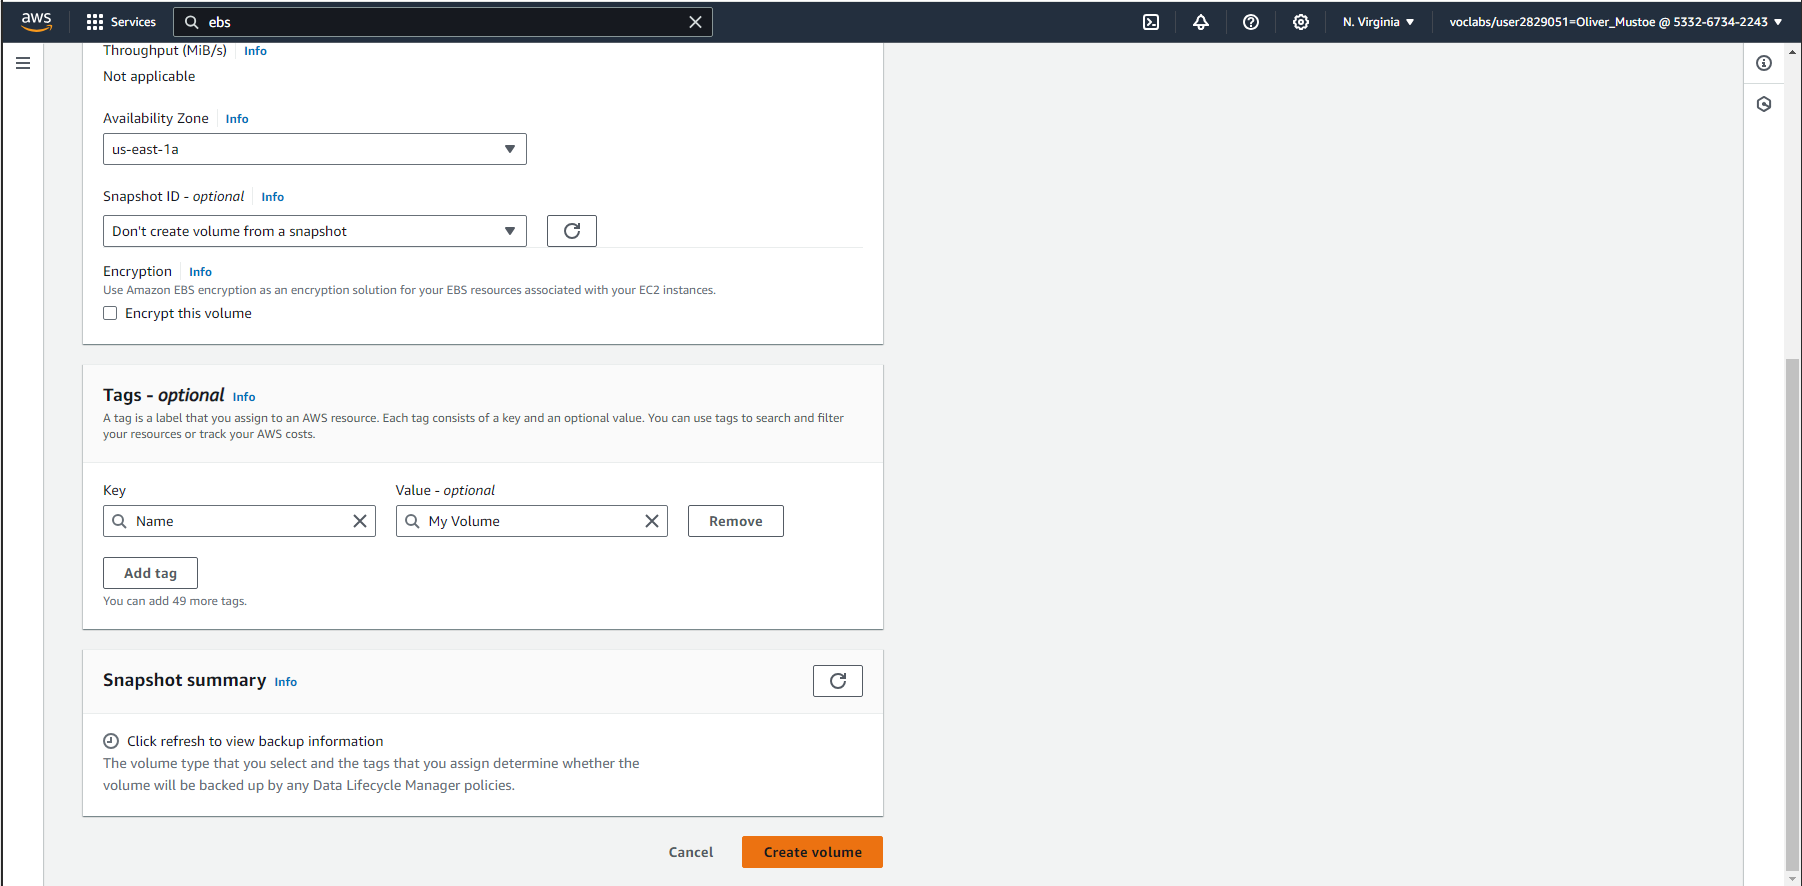 aws
Services
ebs
N. Virginia
voclabs/user2829051=Oliver_Mustoe @ 5332-6734-2243
Throughput (MiB/s) Info
Not applicable
Availability Zone Info
us-east-1a
Snapshot ID - optional Info
Don't create volume from a snapshot
Encryption Info
Use Amazon EBS encryption as an encryption solution for your EBS resources associated with your EC2 instances.
Encrypt this volume
Tags - optional Info
A tag is a label that you assign to an AWS resource. Each tag consists of a key and an optional value. You can use tags to search and filter
your resources or track your AWS costs.
Key Value - optional
Name My Volume Remove
Add tag
You can add 49 more tags.
Snapshot summary Info
Click refresh to view backup information
The volume type that you select and the tags that you assign determine whether the
volume will be backed up by any Data Lifecycle Manager policies.
Cancel Create volume